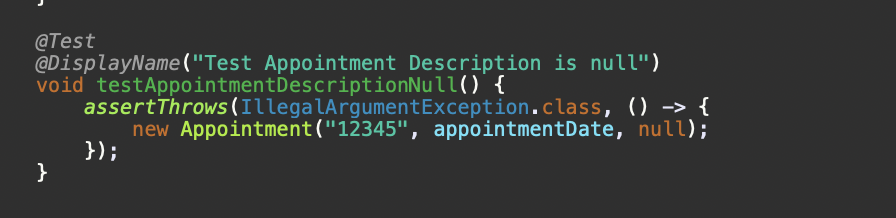 }
@Test
@DisplayName("Test Appointment Description is null")
void testAppointmentDescriptionNull() {
    assertThrows(IllegalArgumentException.class, () -> {
        new Appointment("12345", appointmentDate, null);
    });
}